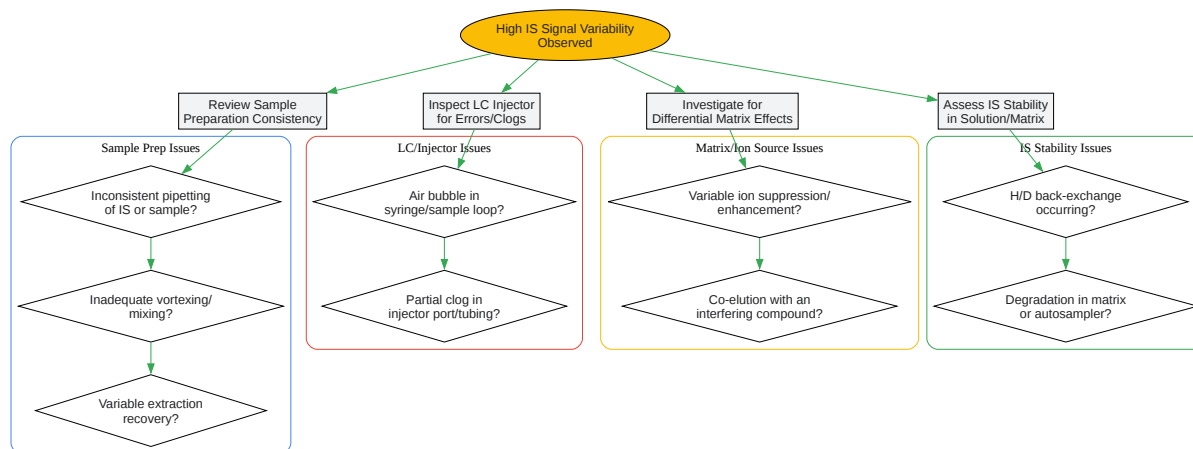 High IS Signal Variability
Observed
Review Sample
Preparation Consistency
Inspect LC Injector
for Errors/Clogs
Investigate for
Differential Matrix Effects
Assess IS Stability
in Solution/Matrix
Sample Prep Issues
Inconsistent pipetting
of IS or sample?
Inadequate vortexing/
mixing?
Variable extraction
recovery?
LC/Injector Issues
Air bubble in
syringe/sample loop?
Partial clog in
injector port/tubing?
Matrix/Ion Source Issues
Variable ion suppression/
enhancement?
Co-elution with an
interfering compound?
IS Stability Issues
H/D back-exchange
occurring?
Degradation in matrix
or autosampler?